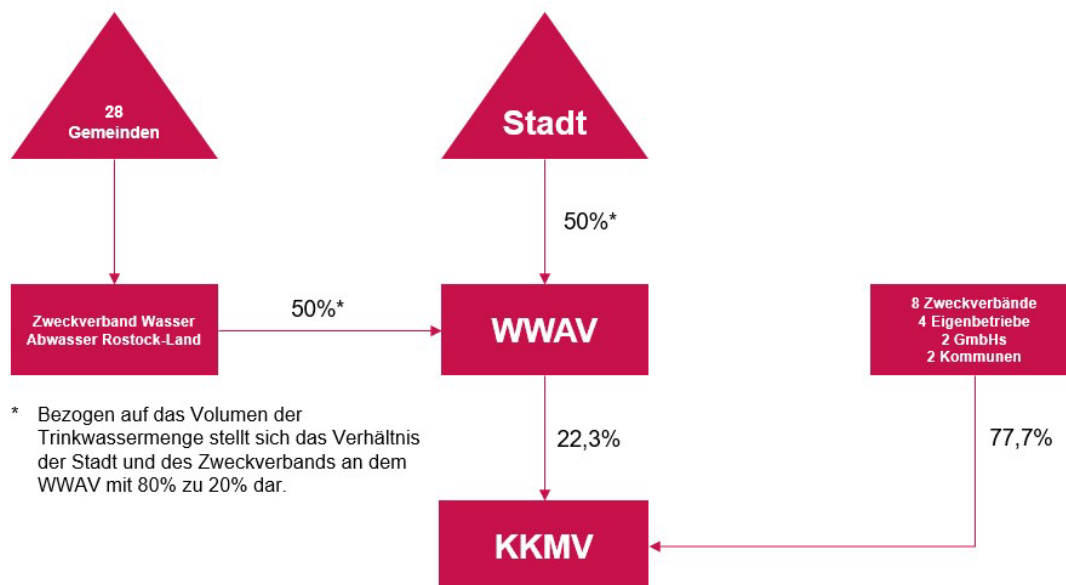 28
Gemeinden
Stadt
50%*
Zweckverband Wasser
Abwasser Rostock-Land
50%*
WWAV
8 Zweckverbände
4 Eigenbetriebe
2 GmbHs
2 Kommunen
* Bezogen auf das Volumen der
Trinkwassermenge stellt sich das Verhältnis
der Stadt und des Zweckverbands an dem
WWAV mit 80% zu 20% dar.
22,3%
77,7%
KKMV